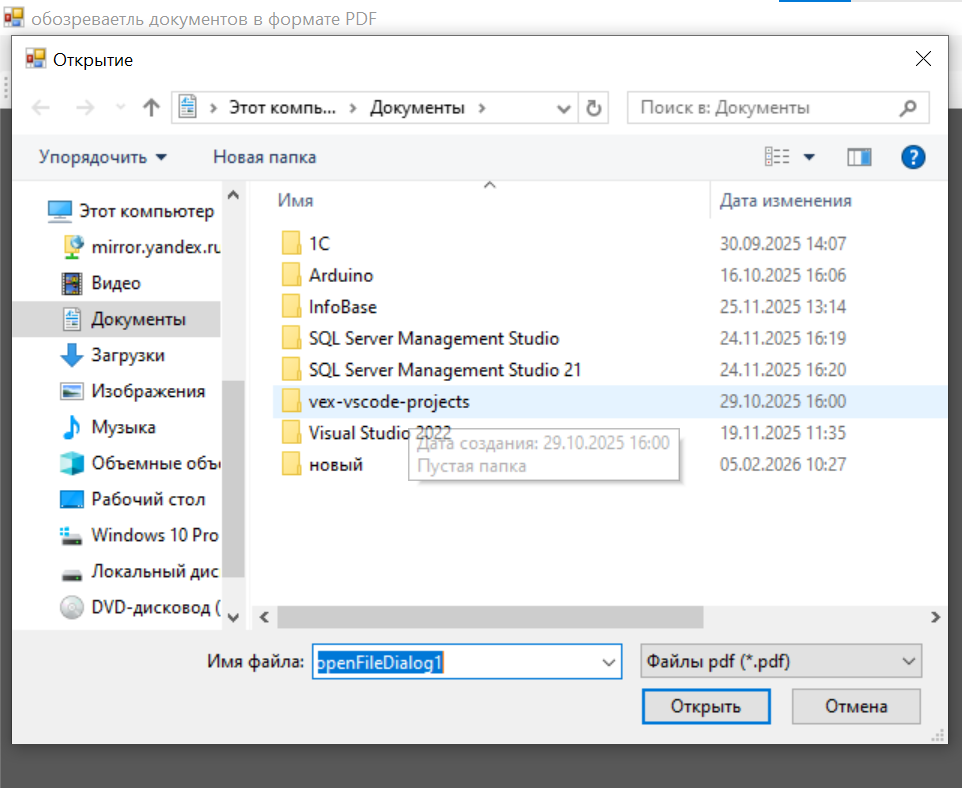 обозреваетль документов в формате PDF
Открытие
Этот компь... Документы
Поиск в: Документы
Упорядочить
Новая папка
?
Имя
Дата изменения
Этот компьютер
mirror.yandex.ru
Видео
Документы
Загрузки
Изображения
Музыка
Объемные объ
Рабочий стол
Windows 10 Pro
Локальный дис
DVD-дисковод (
1C 30.09.2025 14:07
Arduino 16.10.2025 16:06
InfoBase 25.11.2025 13:14
SQL Server Management Studio 24.11.2025 16:19
SQL Server Management Studio 21 24.11.2025 16:20
vex-vscode-projects 29.10.2025 16:00
Visual Studio 2022 19.11.2025 11:35
новый 05.02.2026 10:27
Дата создания: 29.10.2025 16:00
Пустая папка
Имя файла: openFileDialog1
Файлы pdf (*.pdf)
Открыть
Отмена